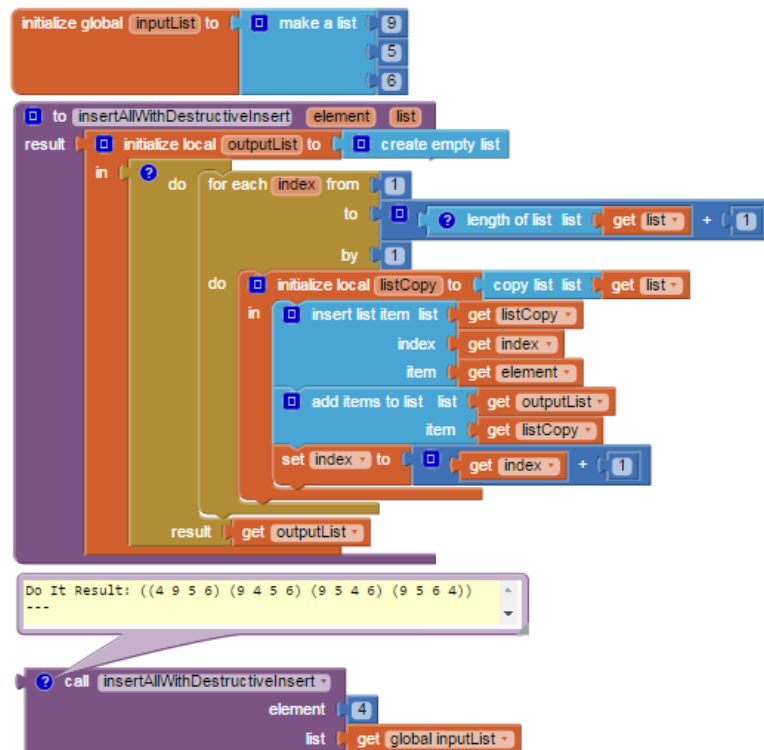 initialize global inputList to make a list 9
5
6
to insertAllWithDestructiveInsert element list
result initialize local outputList to create empty list
in ? do for each index from 1
to ? length of list list get list + 1
by 1
do initialize local listCopy to copy list list get list
in insert list item list get listCopy
index get index
item get element
add items to list list get outputList
item get listCopy
set index to get index + 1
result get outputList
Do It Result: ((4 9 5 6) (9 4 5 6) (9 5 4 6) (9 5 6 4))
---
? call insertAllWithDestructiveInsert
element 4
list get global inputList